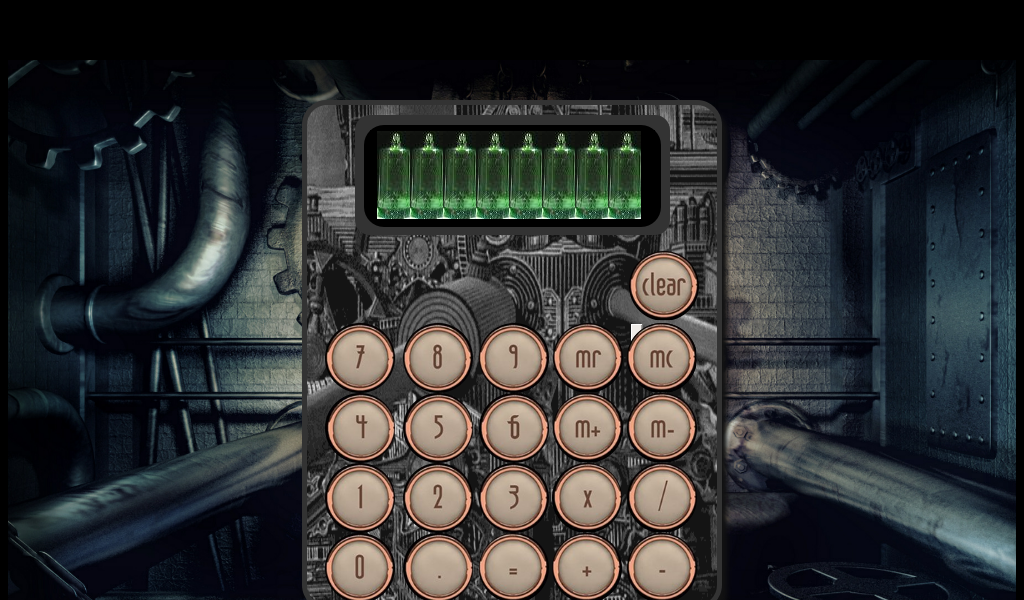 clear
7 8 9 mr mc
4 5 6 m+ m-
1 2 3 x /
0 . = + -